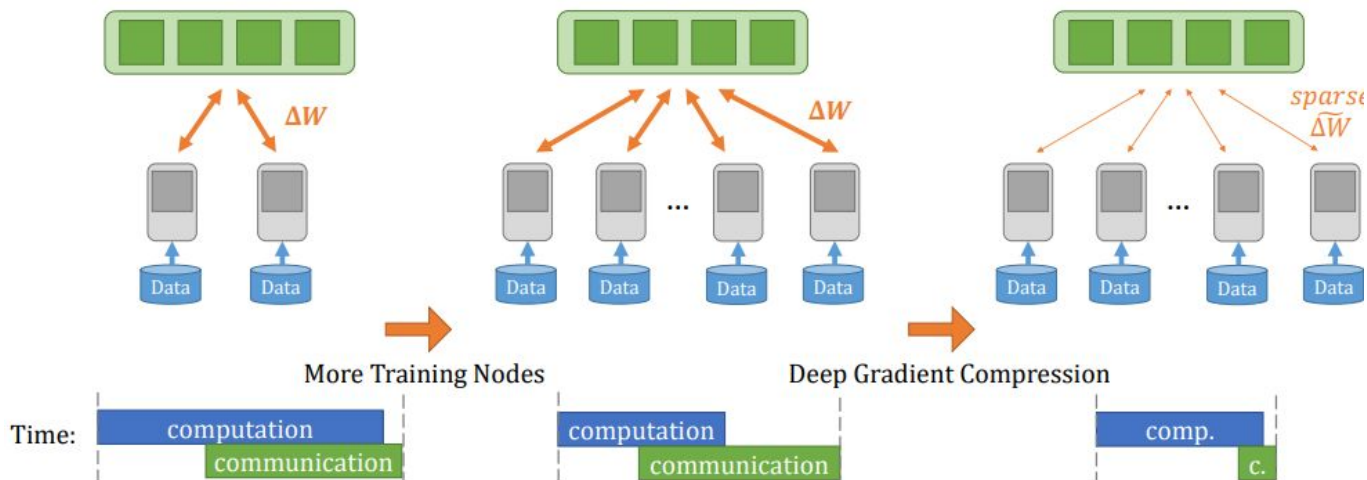 ΔW
ΔW
sparse
\widetilde{ΔW}
...
...
Data Data
Data Data Data Data
Data Data Data Data
More Training Nodes
Deep Gradient Compression
Time:
computation
communication
computation
communication
comp.
c.